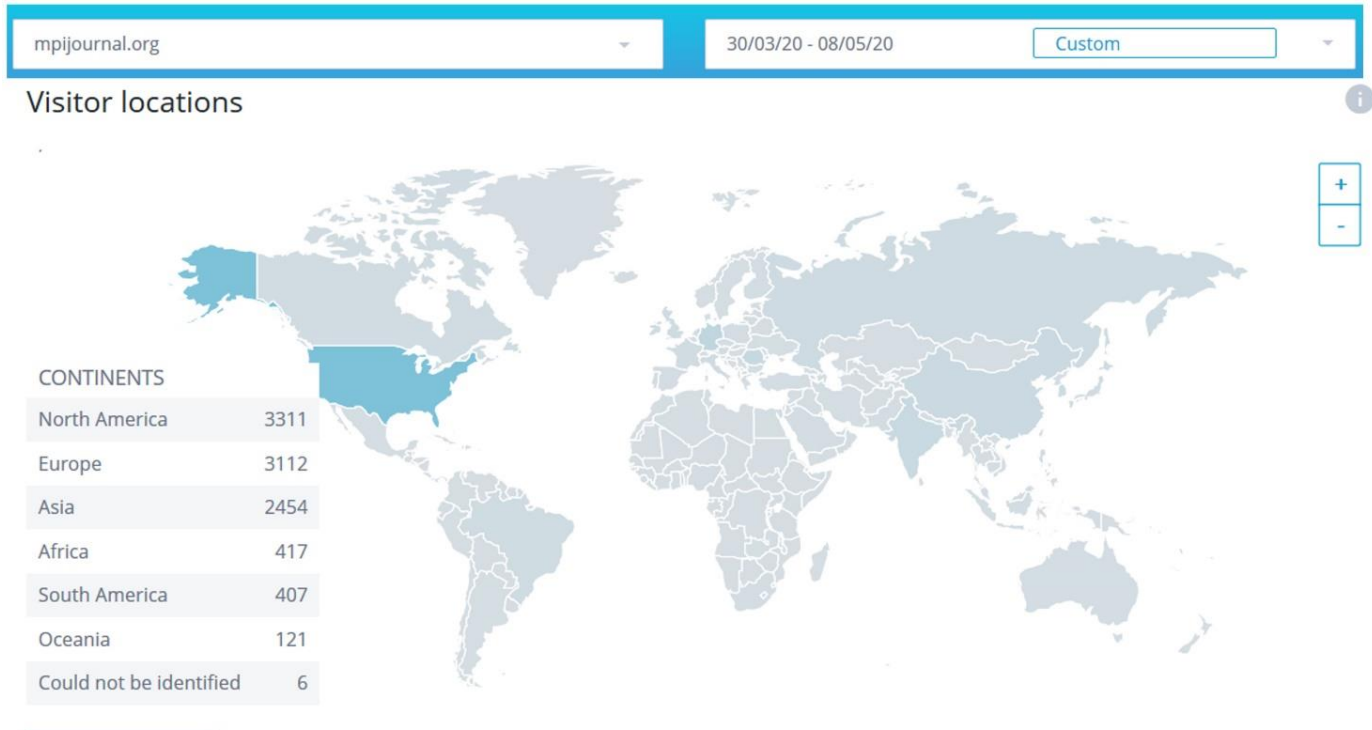 mpijournal.org
30/03/20 - 08/05/20 Custom
Visitor locations
i
+
-
CONTINENTS
North America 3311
Europe 3112
Asia 2454
Africa 417
South America 407
Oceania 121
Could not be identified 6